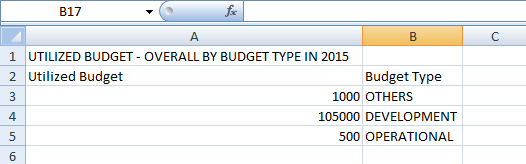 B17 fx
A B C
1 UTILIZED BUDGET - OVERALL BY BUDGET TYPE IN 2015
2 Utilized Budget Budget Type
3 1000 OTHERS
4 105000 DEVELOPMENT
5 500 OPERATIONAL
6